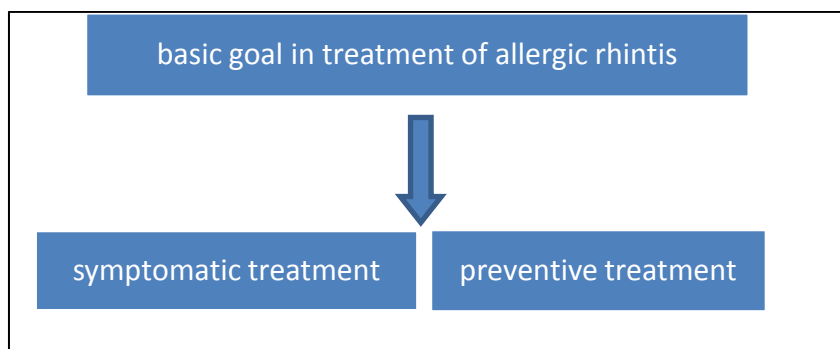 basic goal in treatment of allergic rhintis
symptomatic treatment
preventive treatment